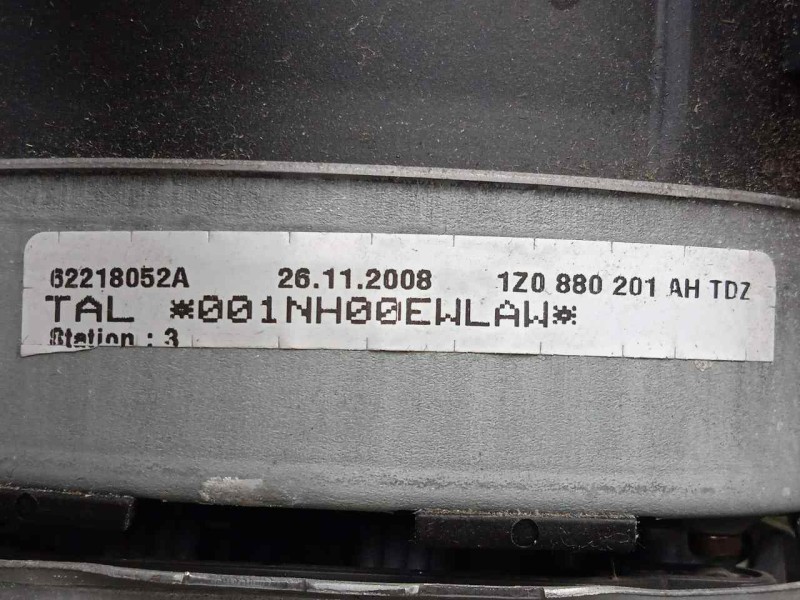 62218052A 26.11.2008 1Z0 880 201 AH TDZ
TAL *001NH00EWLAW*
Station : 3